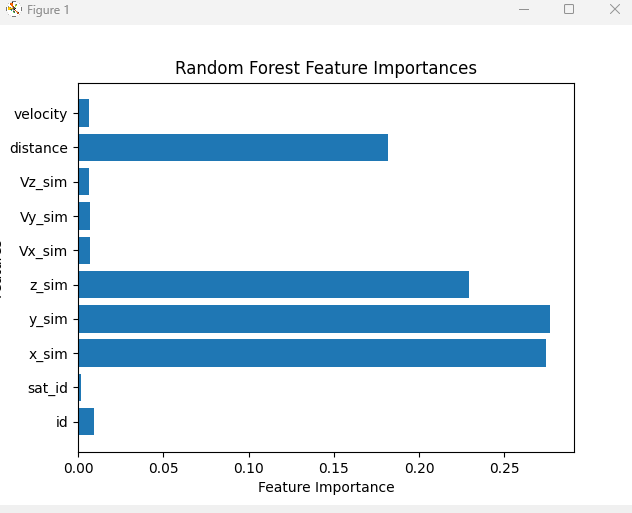 Figure 1
Random Forest Feature Importances
velocity
distance
Vz_sim
Vy_sim
Vx_sim
z_sim
y_sim
x_sim
sat_id
id
0.00 0.05 0.10 0.15 0.20 0.25
Feature Importance